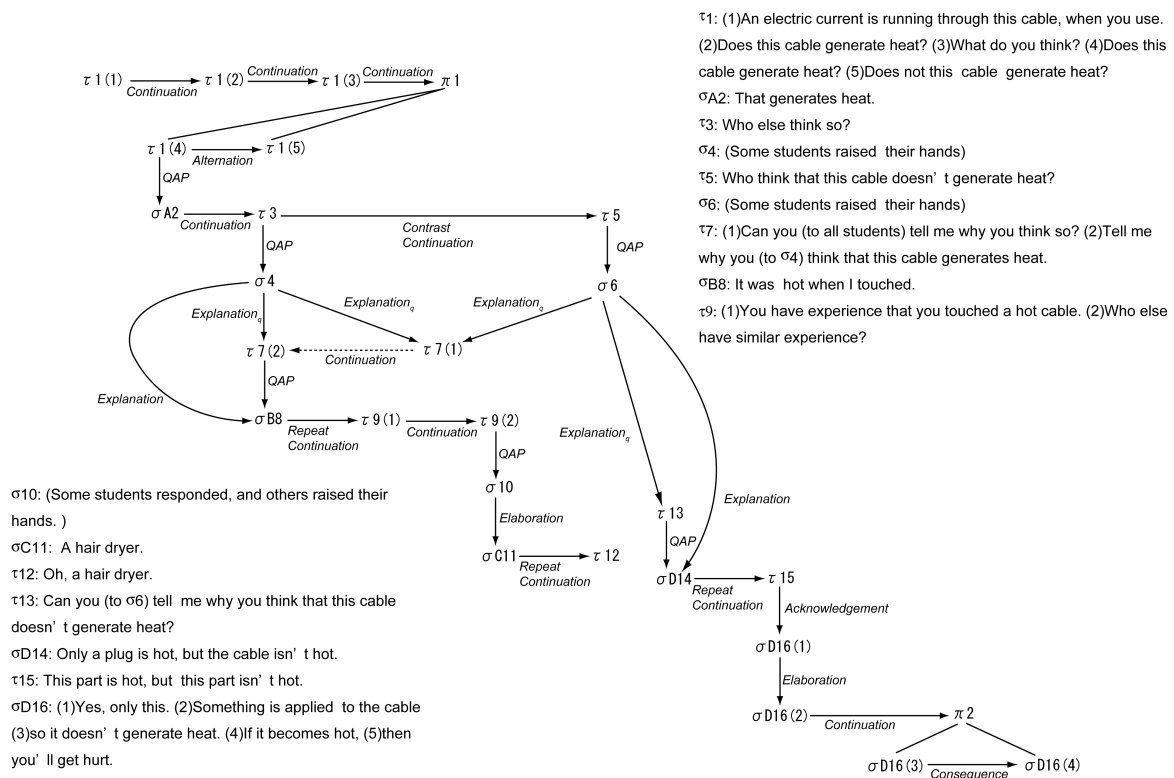 τ1: (1)An electric current is running through this cable, when you use.
(2)Does this cable generate heat? (3)What do you think? (4)Does this
cable generate heat? (5)Does not this cable generate heat?
σA2: That generates heat.
τ3: Who else think so?
σ4: (Some students raised their hands)
τ5: Who think that this cable doesn't generate heat?
σ6: (Some students raised their hands)
τ7: (1)Can you (to all students) tell me why you think so? (2)Tell me
why you (to σ4) think that this cable generates heat.
σB8: It was hot when I touched.
τ9: (1)You have experience that you touched a hot cable. (2)Who else
have similar experience?
τ1(1) Continuation τ1(2) Continuation τ1(3) Continuation π1
τ1(4) Alternation τ1(5)
QAP
σA2 Continuation τ3 Contrast τ5
Continuation
QAP QAP
σ4 σ6
Explanationq Explanationq Explanationq
τ7(2) Continuation τ7(1)
QAP
Explanation
σB8 Repeat τ9(1) Continuation τ9(2)
Continuation
Explanationq
QAP
σ10
Elaboration
Explanation
τ13
QAP
σC11 Repeat τ12
Continuation
σD14 Repeat τ15
Continuation
Acknowledgement
σD16(1)
Elaboration
σD16(2) Continuation π2
σD16(3) Consequence σD16(4)
σ10: (Some students responded, and others raised their
hands. )
σC11: A hair dryer.
τ12: Oh, a hair dryer.
τ13: Can you (to σ6) tell me why you think that this cable
doesn't generate heat?
σD14: Only a plug is hot, but the cable isn't hot.
τ15: This part is hot, but this part isn't hot.
σD16: (1)Yes, only this. (2)Something is applied to the cable
(3)so it doesn't generate heat. (4)If it becomes hot, (5)then
you'll get hurt.